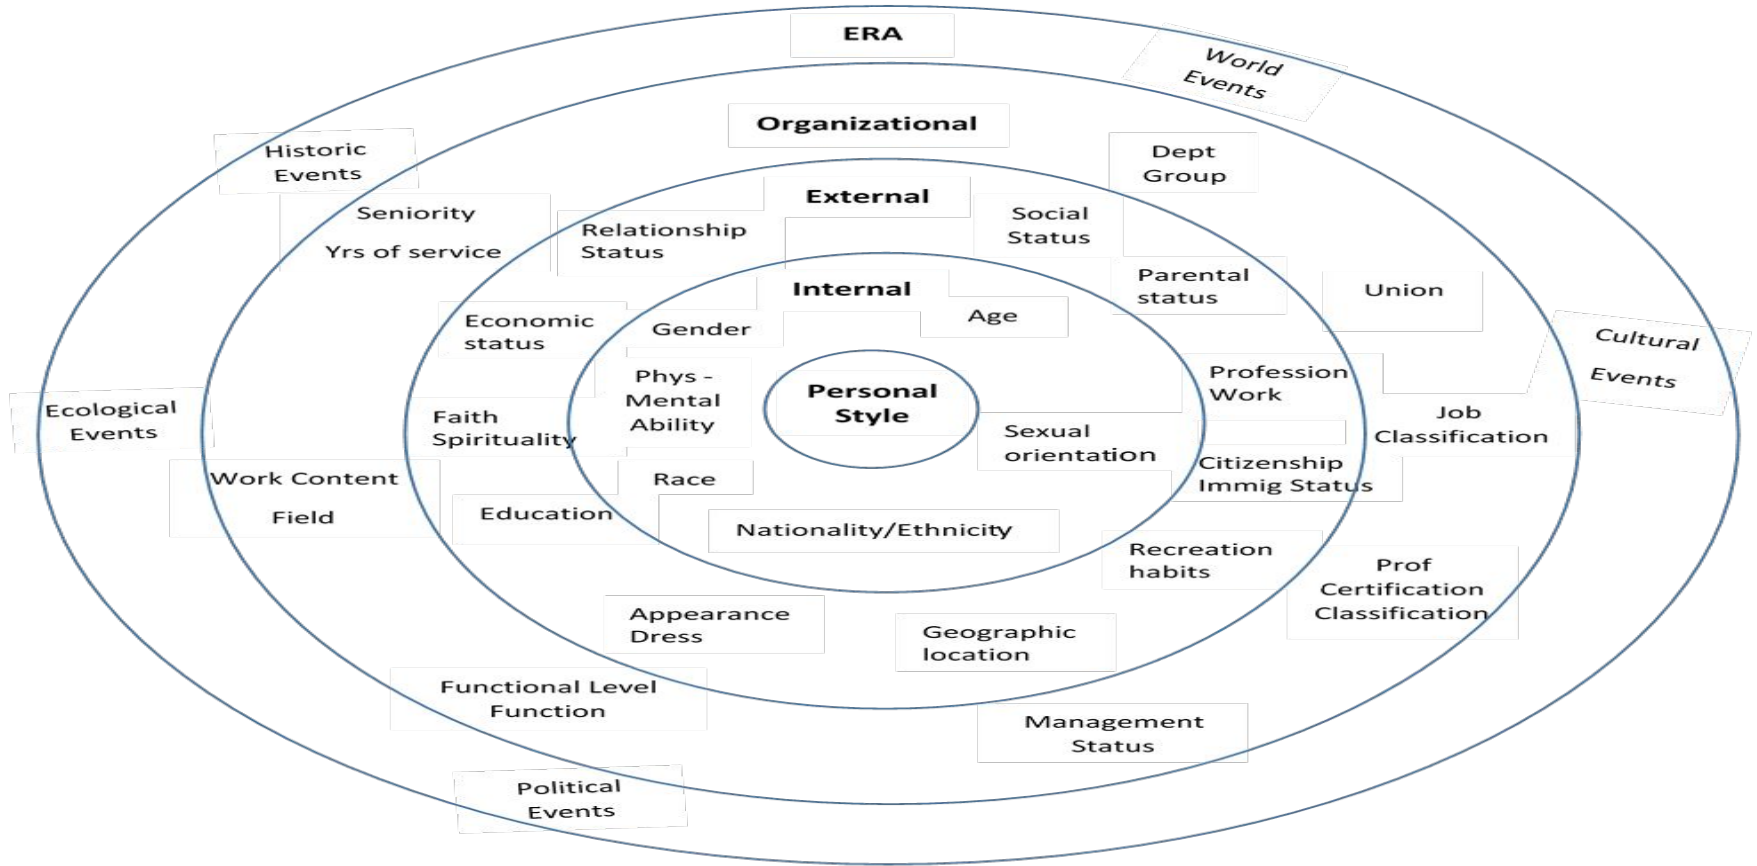 ERA
World
Events
Organizational
Historic
Events
Dept
Group
External
Seniority
Yrs of service
Relationship
Status
Social
Status
Internal
Parental
status
Union
Economic
status
Gender
Age
Cultural
Events
Phys -
Mental
Ability
Personal
Style
Profession
Work
Ecological
Events
Faith
Spirituality
Sexual
orientation
Job
Classification
Work Content
Field
Race
Citizenship
Immig Status
Education
Nationality/Ethnicity
Recreation
habits
Prof
Certification
Classification
Appearance
Dress
Geographic
location
Functional Level
Function
Management
Status
Political
Events